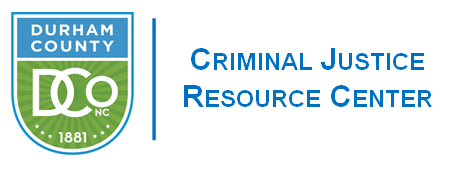 DURHAM
COUNTY
DCo
NC
1881
CRIMINAL JUSTICE
RESOURCE CENTER